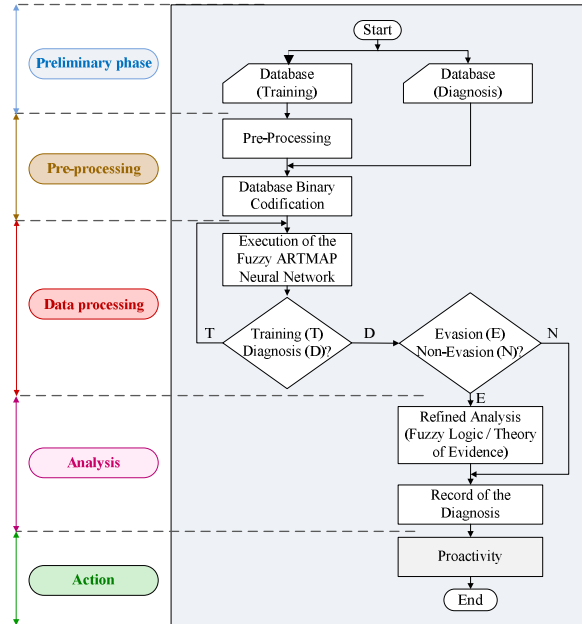 Start
Preliminary phase
Database
(Training)
Database
(Diagnosis)
Pre-Processing
Pre-processing
Database Binary
Codification
Execution of the
Fuzzy ARTMAP
Neural Network
Data processing
T
Training (T)
Diagnosis (D)?
D
Evasion (E)
Non-Evasion (N)?
N
E
Refined Analysis
(Fuzzy Logic / Theory
of Evidence)
Analysis
Record of the
Diagnosis
Proactivity
Action
End